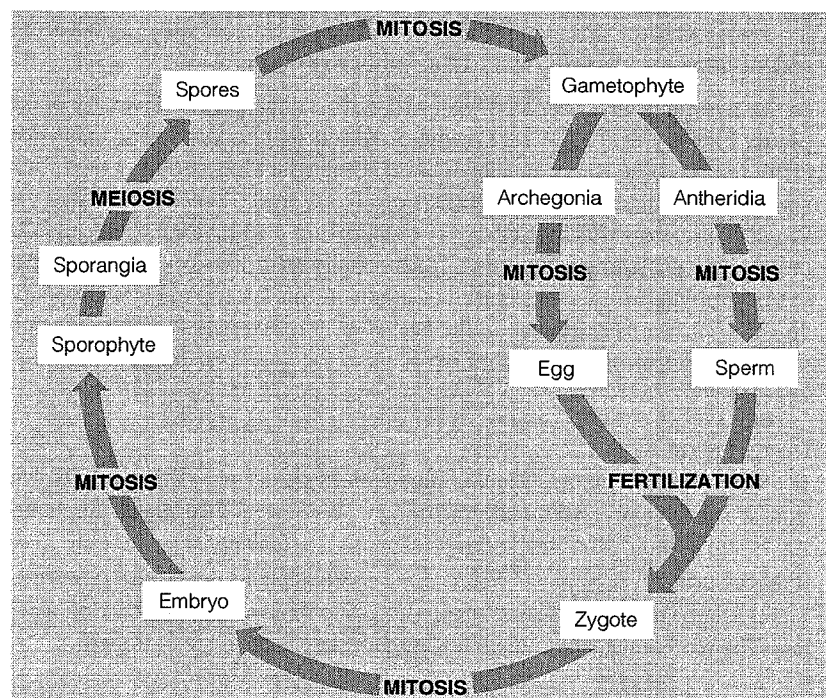 MITOSIS
Spores
Gametophyte
MEIOSIS
Archegonia
Antheridia
Sporangia
MITOSIS
MITOSIS
Sporophyte
Egg
Sperm
MITOSIS
FERTILIZATION
Embryo
Zygote
MITOSIS